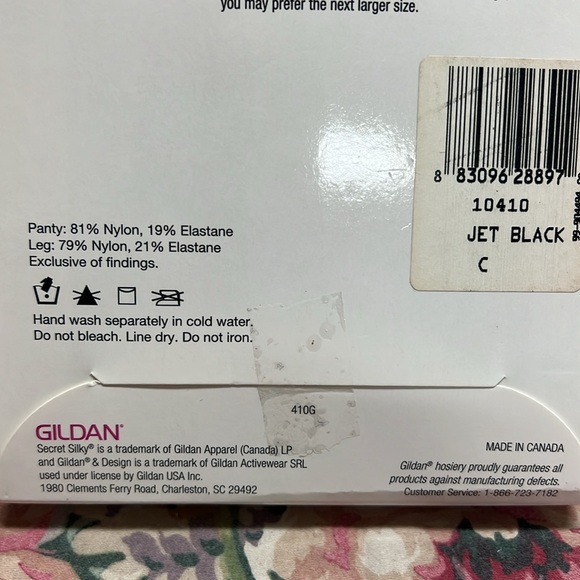 you may prefer the next larger size.
8 83096 28897 8
10410
JET BLACK
C
Panty: 81% Nylon, 19% Elastane
Leg: 79% Nylon, 21% Elastane
Exclusive of findings.
Hand wash separately in cold water.
Do not bleach. Line dry. Do not iron.
410G
GILDAN®
Secret Silky® is a trademark of Gildan Apparel (Canada) LP
and Gildan® & Design is a trademark of Gildan Activewear SRL
used under license by Gildan USA Inc.
1980 Clements Ferry Road, Charleston, SC 29492
MADE IN CANADA
Gildan® hosiery proudly guarantees all
products against manufacturing defects.
Customer Service: 1-866-723-7182